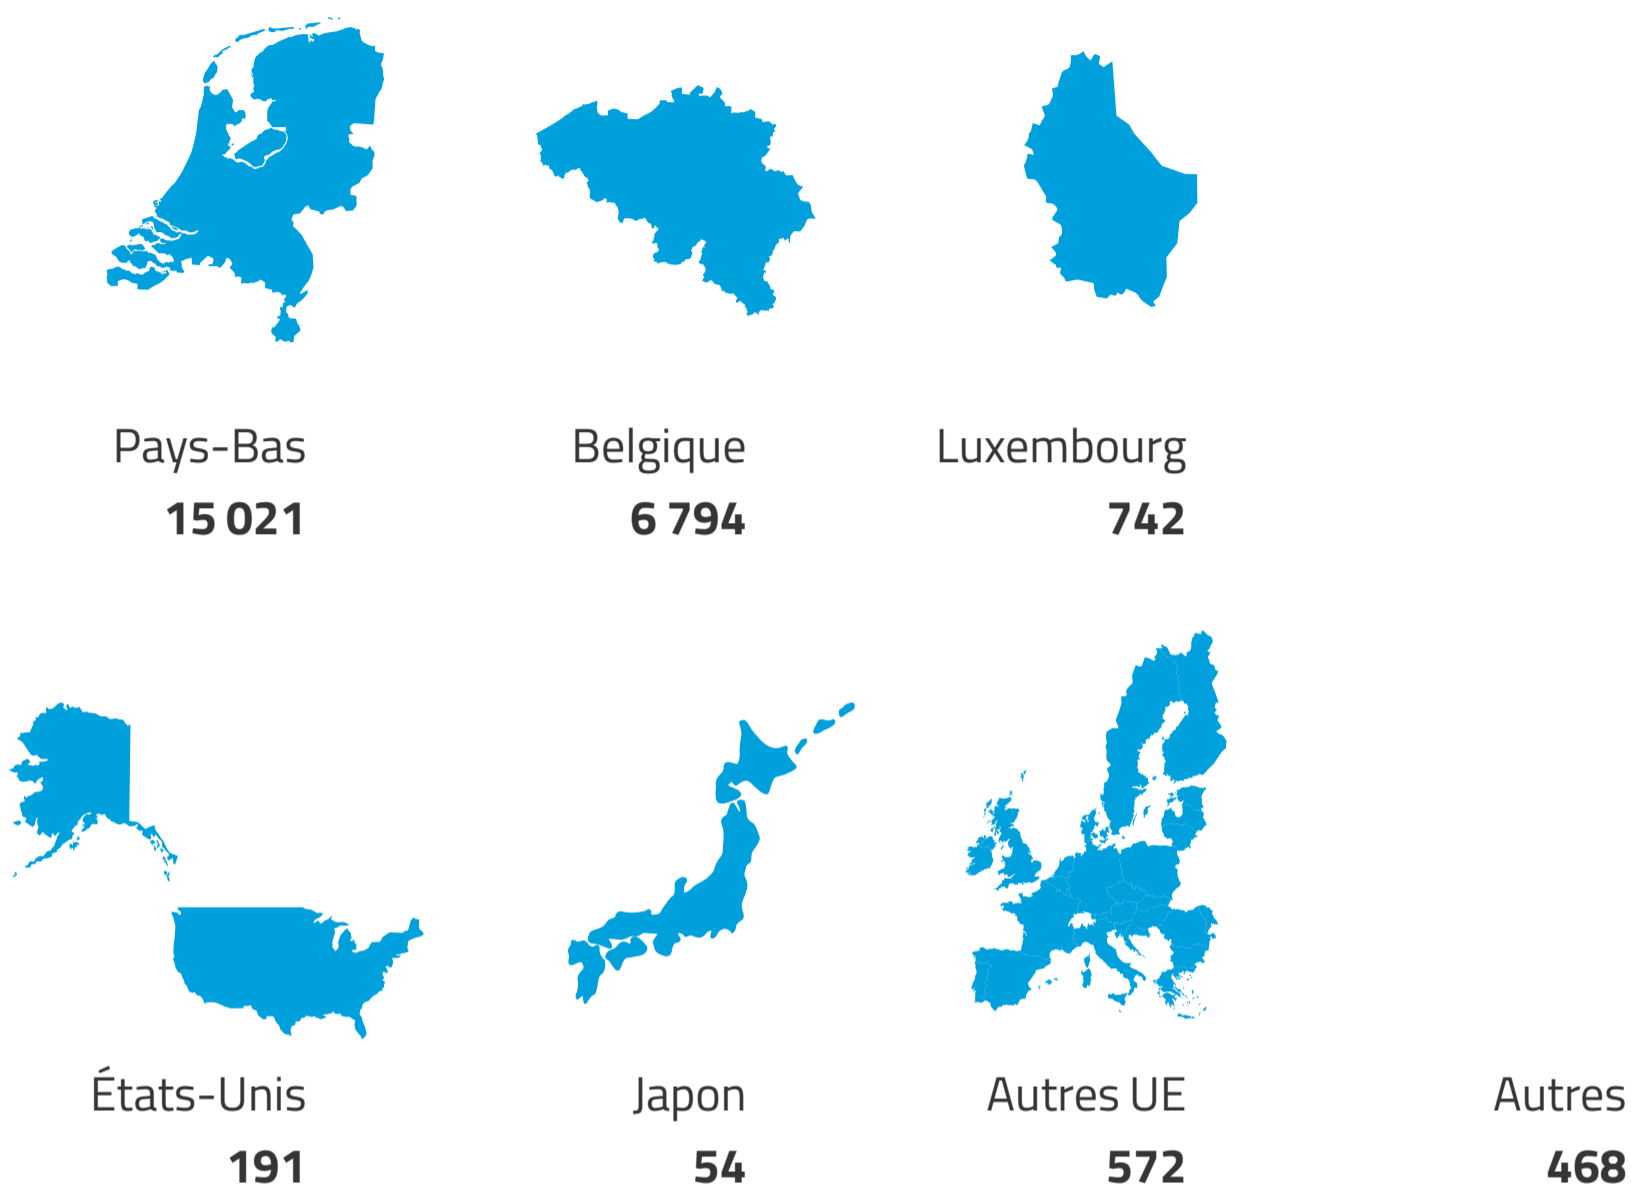 Pays-Bas
15 021
Belgique
6 794
Luxembourg
742
États-Unis
191
Japon
54
Autres UE
572
Autres
468